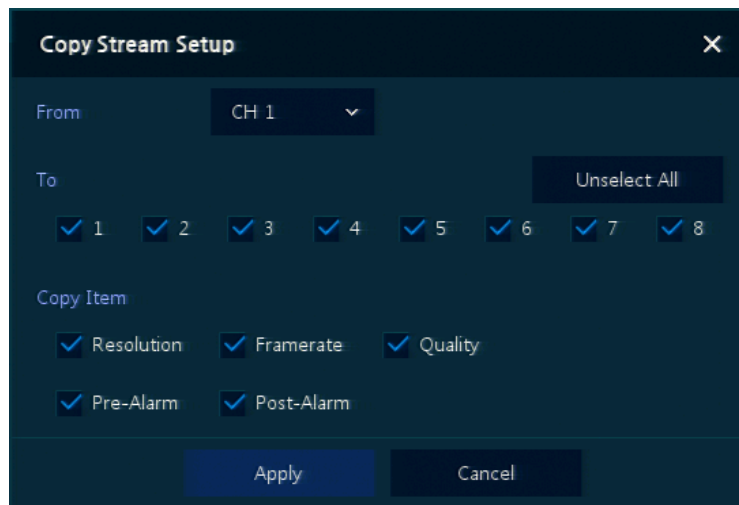 Copy Stream Setup
From CH 1
To Unselect All
1 2 3 4 5 6 7 8
Copy Item
Resolution Framerate Quality
Pre-Alarm Post-Alarm
Apply Cancel